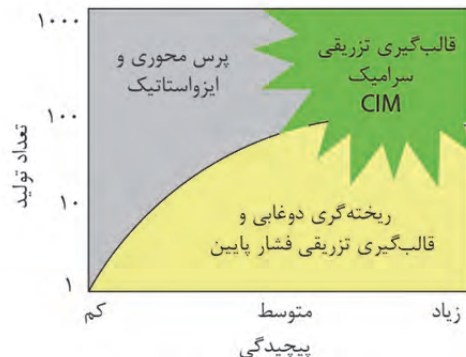 ۱۰۰۰
۱۰۰
۱۰
۱
تعداد تولید
پرس محوری و
ایزواستاتیک
قالب‌گیری تزریقی
سرامیک
CIM
ریخته‌گری دوغابی و
قالب‌گیری تزریقی فشار پایین
کم
متوسط
زیاد
پیچیدگی